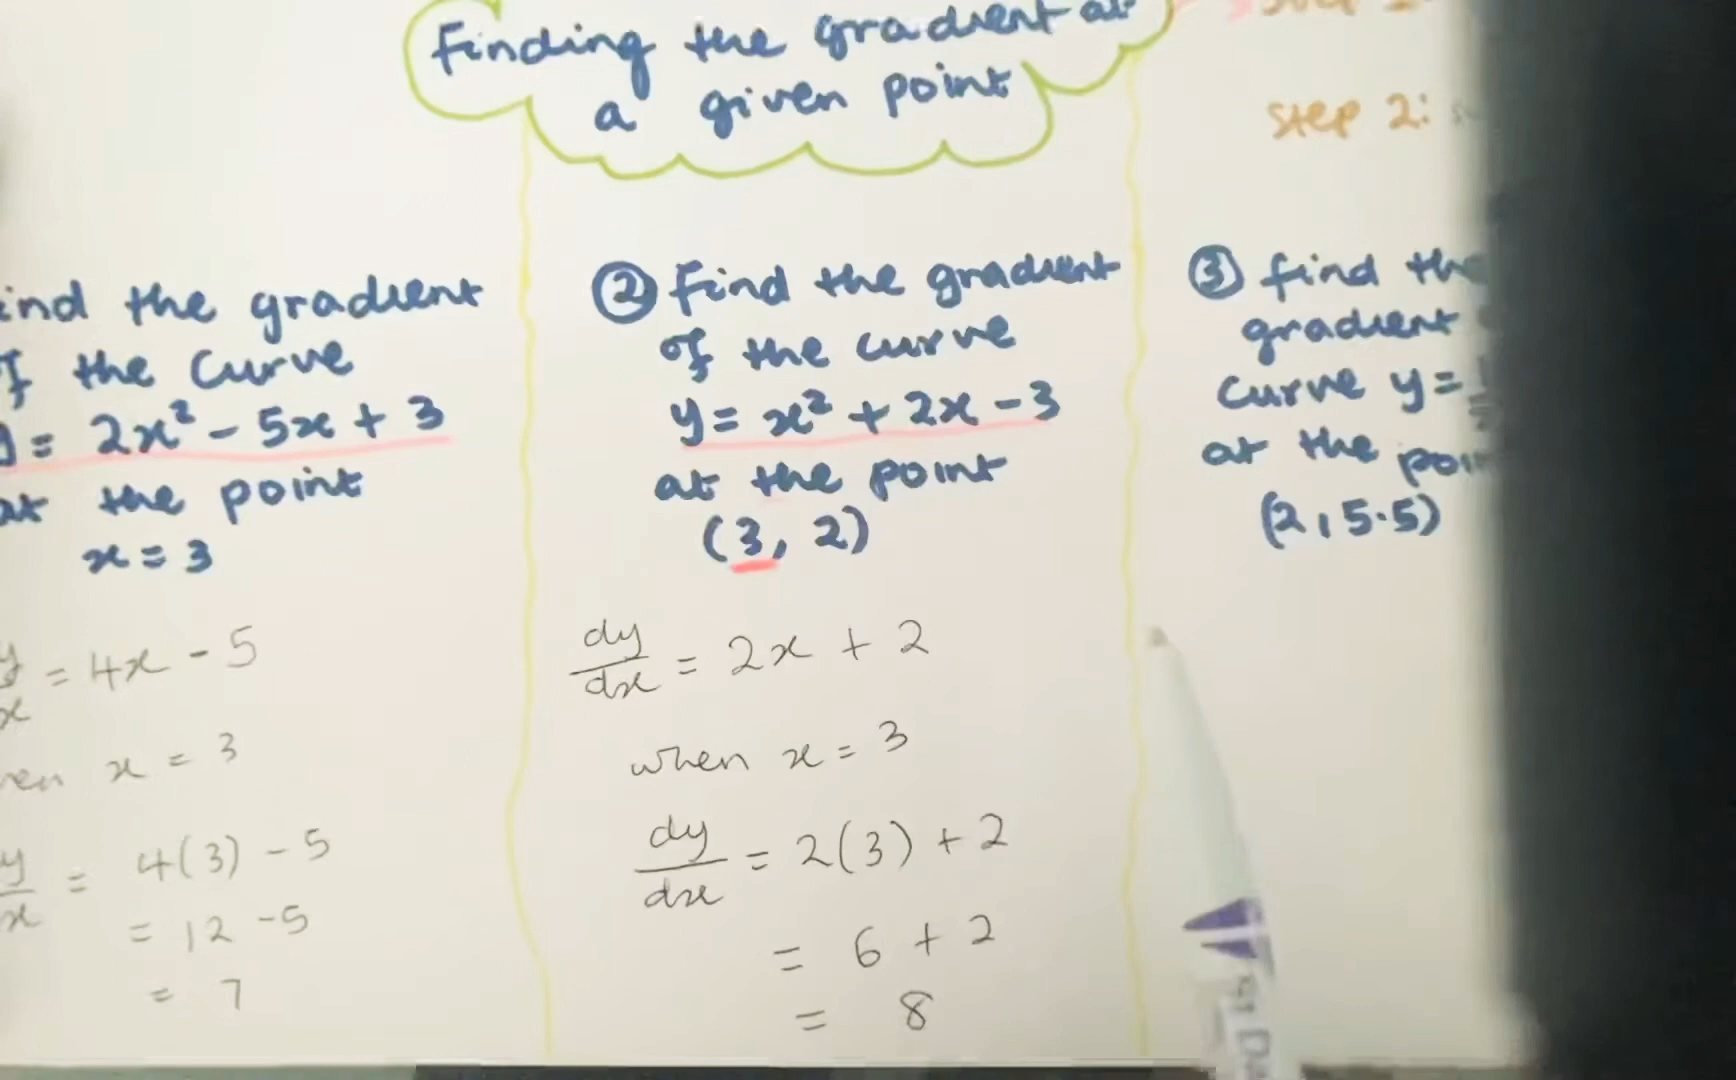 Finding the gradient at
a given point
step 2:
find the gradient
the curve
= 2x² - 5x + 3
at the point
x = 3
= 4x - 5
x = 3
= 4(3) - 5
= 12 - 5
= 7
② Find the gradient
of the curve
y = x² + 2x - 3
at the point
(3, 2)
dy/dx = 2x + 2
when x = 3
dy/dx = 2(3) + 2
= 6 + 2
= 8
③ find the
gradient
curve y =
at the
(2, 5.5)